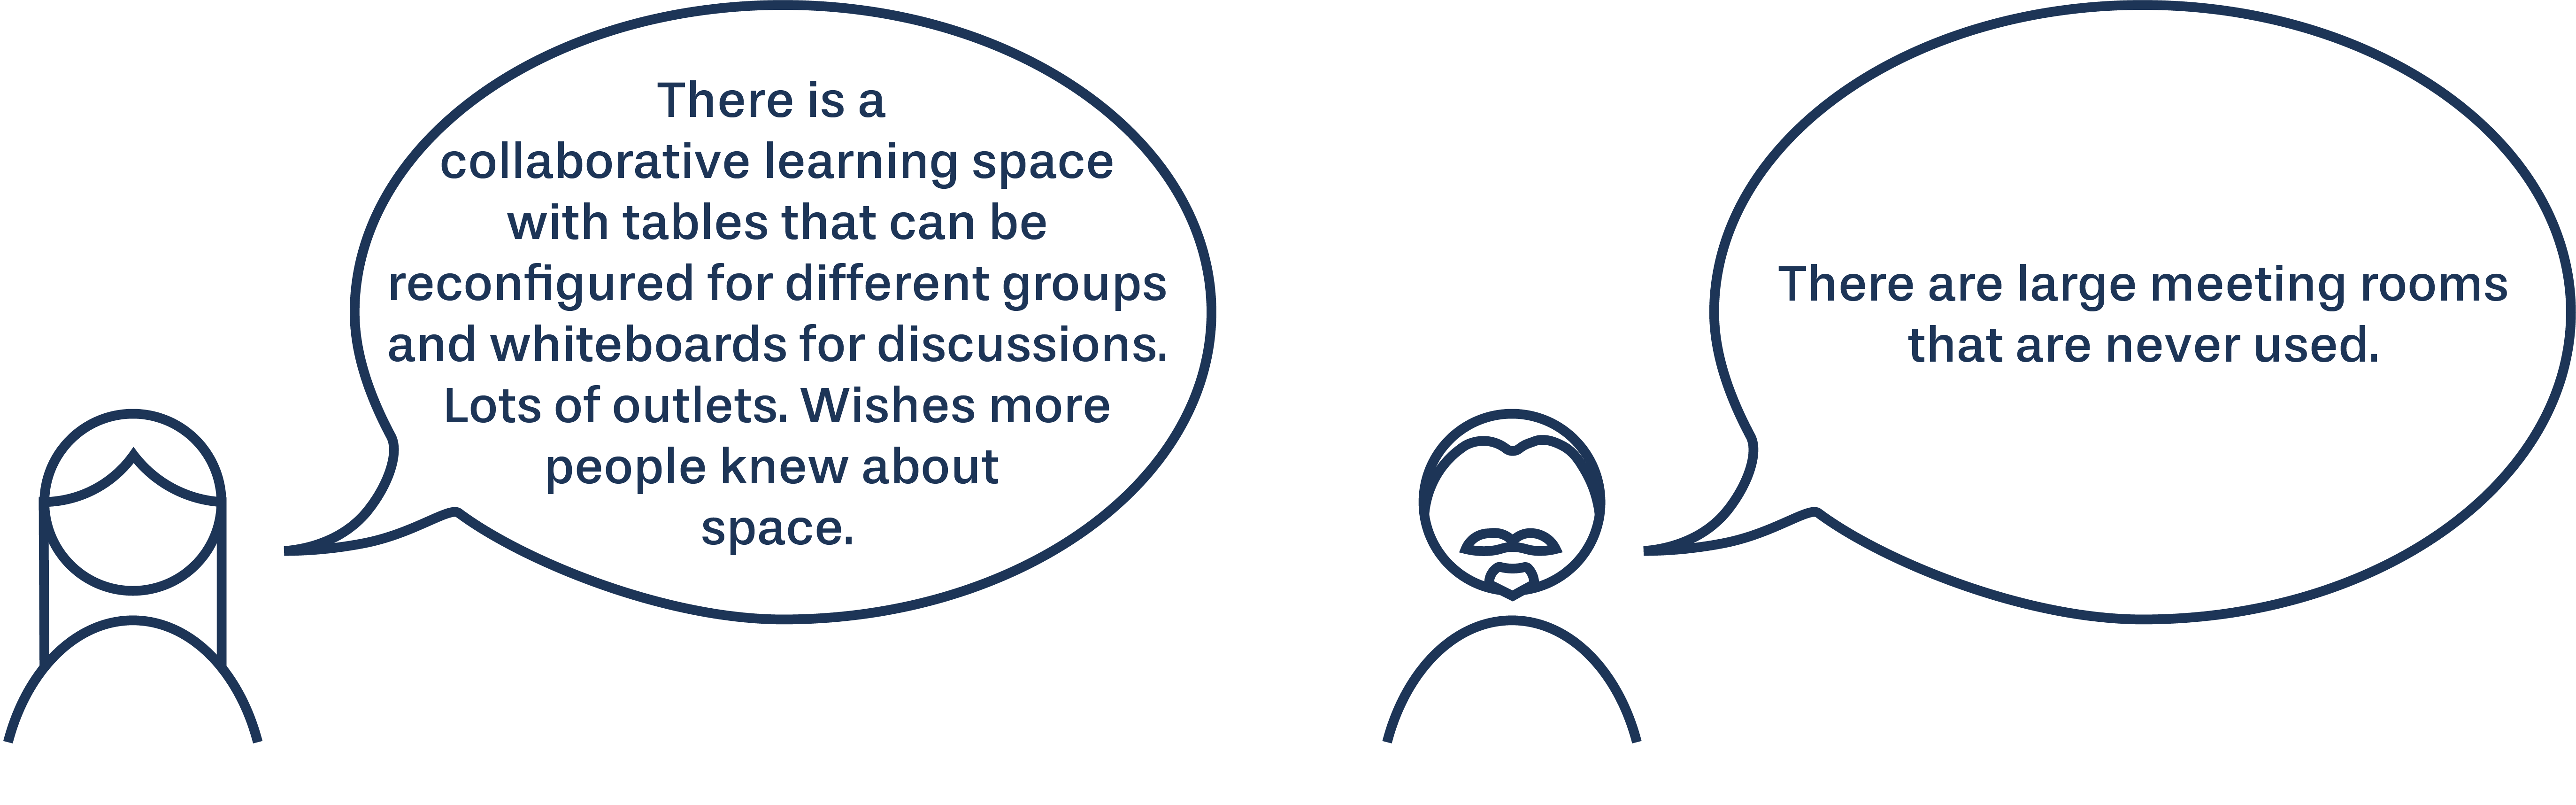 There is a
collaborative learning space
with tables that can be
reconfigured for different groups
and whiteboards for discussions.
Lots of outlets. Wishes more
people knew about
space.
There are large meeting rooms
that are never used.